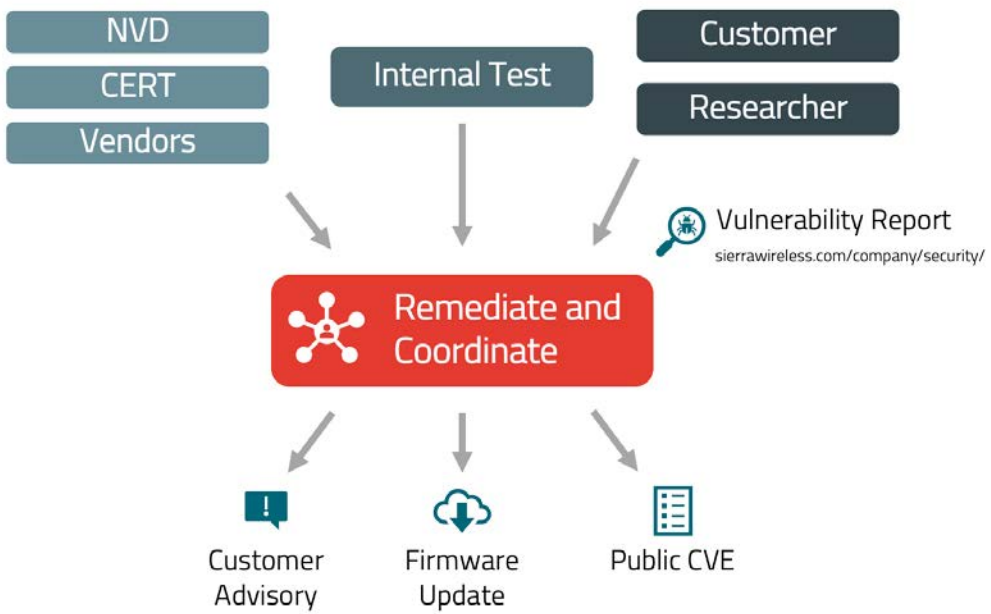 NVD
CERT
Vendors
Internal Test
Customer
Researcher
Vulnerability Report
sierrawireless.com/company/security/
Remediate and
Coordinate
!
Customer
Advisory
Firmware
Update
Public CVE